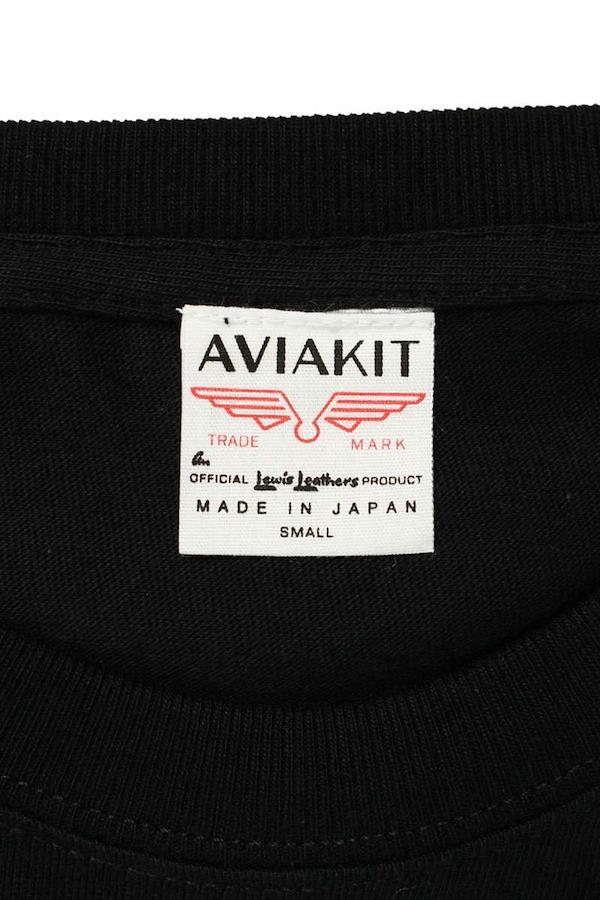 AVIAKIT
TRADE MARK
An
OFFICIAL Lewis Leathers PRODUCT
MADE IN JAPAN
SMALL